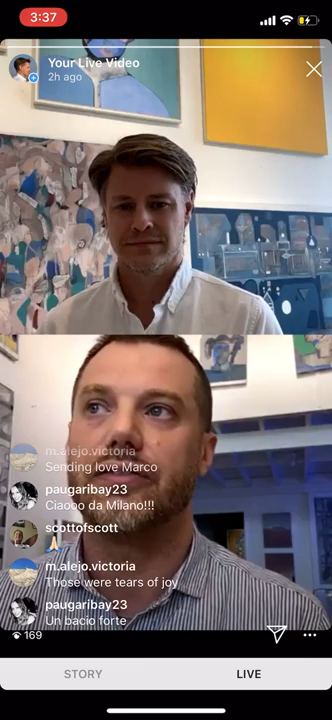 3:37
Your Live Video
2h ago
m.alejo.victoria
Sending love Marco
paugaribay23
Ciaooo da Milano!!!
scottofscott
🙏🏻
m.alejo.victoria
Those were tears of joy
paugaribay23
Un bacio forte
169
STORY
LIVE